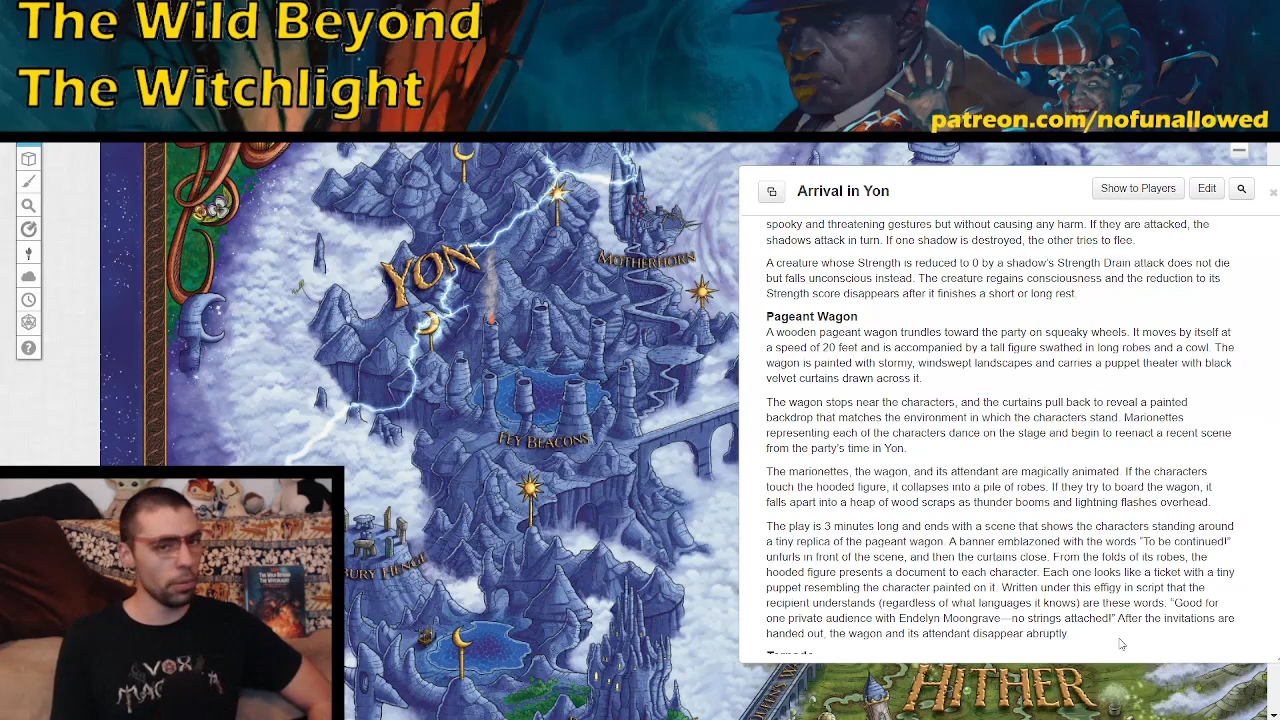 The Wild Beyond
The Witchlight
patreon.com/nofunallowed
Arrival in Yon
Show to Players
Edit
spooky and threatening gestures but without causing any harm. If they are attacked, the
shadows attack in turn. If one shadow is destroyed, the other tries to flee.
A creature whose Strength is reduced to 0 by a shadow's Strength Drain attack does not die
but falls unconscious instead. The creature regains consciousness and the reduction to its
Strength score disappears after it finishes a short or long rest.
Pageant Wagon
A wooden pageant wagon trundles toward the party on squeaky wheels. It moves by itself at
a speed of 20 feet and is accompanied by a tall figure swathed in long robes and a cowl. The
wagon is painted with stormy, windswept landscapes and carries a puppet theater with black
velvet curtains drawn across it.
The wagon stops near the characters, and the curtains pull back to reveal a painted
backdrop that matches the environment in which the characters stand. Marionettes
representing each of the characters dance on the stage and begin to reenact a recent scene
from the party's time in Yon.
The marionettes, the wagon, and its attendant are magically animated. If the characters
touch the hooded figure, it collapses into a pile of robes. If they try to board the wagon, it
falls apart into a heap of wood scraps as thunder booms and lightning flashes overhead.
The play is 3 minutes long and ends with a scene that shows the characters standing around
a tiny replica of the pageant wagon. A banner emblazoned with the words "To be continued!"
unfurls in front of the scene, and then the curtains close. From the folds of its robes, the
hooded figure presents a document to each character. Each one looks like a ticket with a tiny
puppet resembling the character painted on it. Written under this effigy in script that the
recipient understands (regardless of what languages it knows) are these words. "Good for
one private audience with Endelyn Moongrave—no strings attached!" After the invitations are
handed out, the wagon and its attendant disappear abruptly.
YON
MOTHERHORN
FEY BEACONS
BURY HENGE
HITHER
THE WILD BEYOND
THE WITCHLIGHT